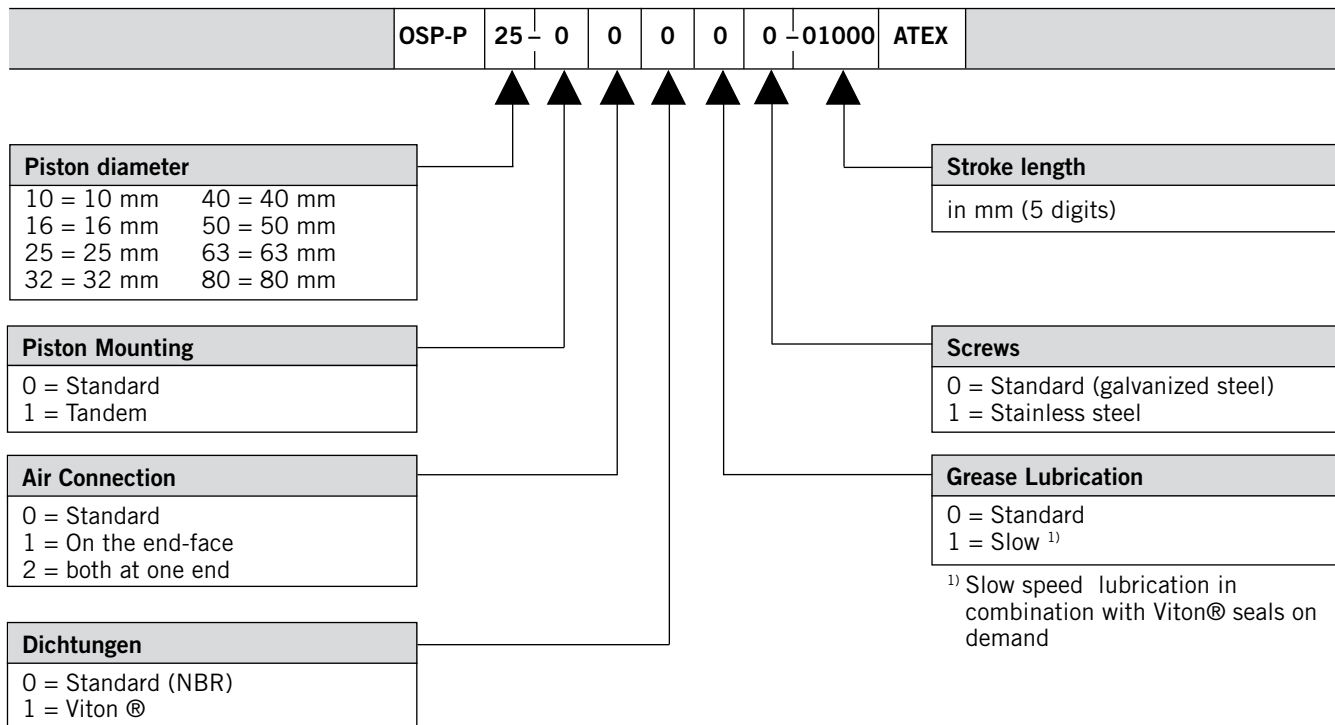 OSP-P 25 – 0 0 0 0 0 – 01000 ATEX
Piston diameter
10 = 10 mm 40 = 40 mm
16 = 16 mm 50 = 50 mm
25 = 25 mm 63 = 63 mm
32 = 32 mm 80 = 80 mm
Piston Mounting
0 = Standard
1 = Tandem
Air Connection
0 = Standard
1 = On the end-face
2 = both at one end
Dichtungen
0 = Standard (NBR)
1 = Viton ®
Stroke length
in mm (5 digits)
Screws
0 = Standard (galvanized steel)
1 = Stainless steel
Grease Lubrication
0 = Standard
1 = Slow 1)
1) Slow speed lubrication in
combination with Viton® seals on
demand